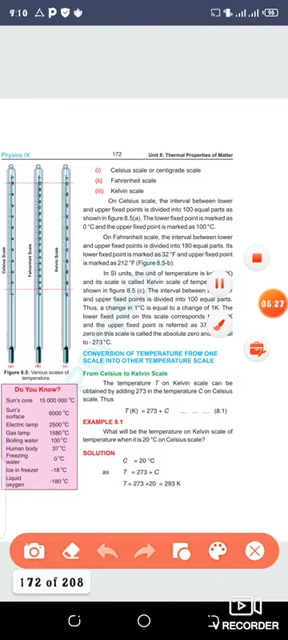 9:10
56
Physics IX
172
Unit 8: Thermal Properties of Matter
Celsius Scale
Fahrenheit Scale
Kelvin Scale
(a)
(b)
(c)
Figure 8.5: Various scales of
temperature.
Do You Know?
Sun's core 15 000 000 °C
Sun's
surface 6000 °C
Electric lamp 2500 °C
Gas lamp 1580 °C
Boiling water 100 °C
Human body 37 °C
Freezing
water 0 °C
Ice in freezer -18 °C
Liquid
oxygen -180 °C
(i) Celsius scale or centigrade scale
(ii) Fahrenheit scale
(iii) Kelvin scale
On Celsius scale, the interval between lower
and upper fixed points is divided into 100 equal parts as
shown in figure 8.5(a). The lower fixed point is marked as
0 °C and the upper fixed point is marked as 100 °C.
On Fahrenheit scale, the interval between lower
and upper fixed points is divided into 180 equal parts. Its
lower fixed point is marked as 32 °F and upper fixed point
is marked as 212 °F (Figure 8.5-b).
In SI units, the unit of temperature is k
and its scale is called Kelvin scale of temp
shown in figure 8.5 (c). The interval between the
and upper fixed points is divided into 100 equal parts.
Thus, a change in 1°C is equal to a change of 1K. The
lower fixed point on this scale corresponds K
and the upper fixed point is referred as 37
zero on this scale is called the absolute zero and al
to - 273 °C.
CONVERSION OF TEMPERATURE FROM ONE
SCALE INTO OTHER TEMPERATURE SCALE
From Celsius to Kelvin Scale
The temperature T on Kelvin scale can be
obtained by adding 273 in the temperature C on Celsius
scale. Thus
T (K) = 273 + C ... ... ... (8.1)
EXAMPLE 8.1
What will be the temperature on Kelvin scale of
temperature when it is 20 °C on Celsius scale?
SOLUTION
C = 20 °C
as T = 273 + C
T = 273 +20 = 293 K
05:27
172 of 208
V RECORDER